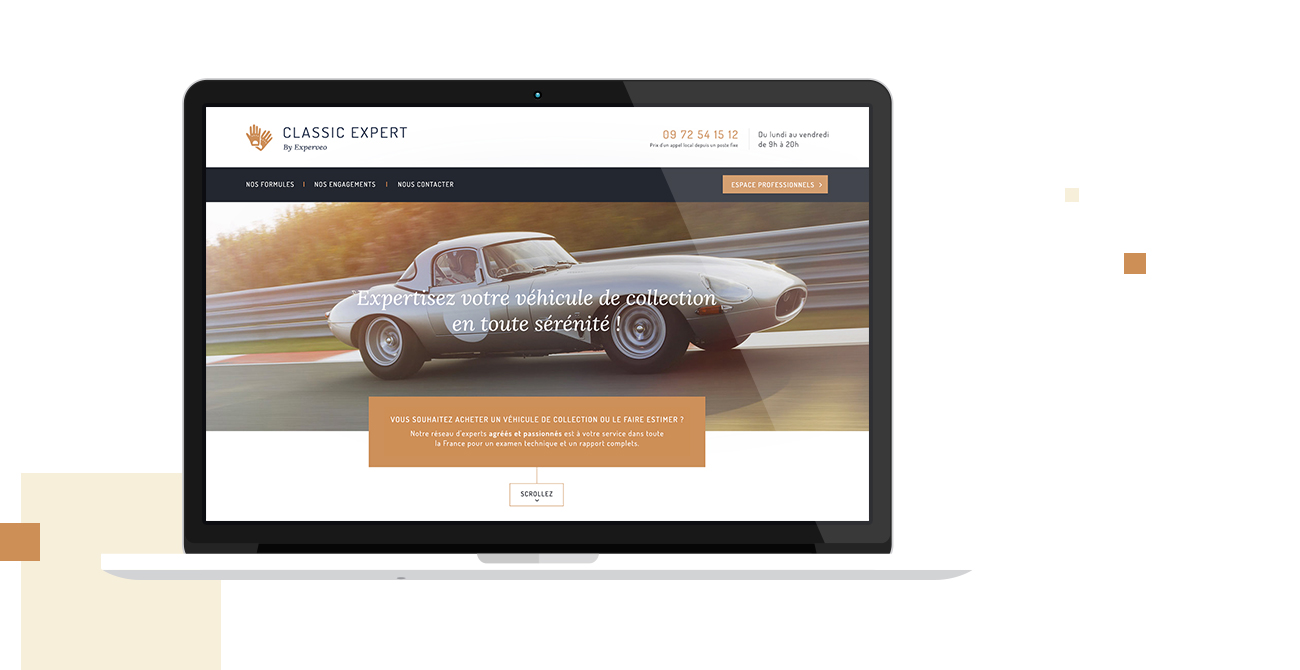 CLASSIC EXPERT
By Experveo
09 72 54 15 12
Prix d'un appel local depuis un poste fixe
Du lundi au vendredi
de 9h à 20h
NOS FORMULES
NOS ENGAGEMENTS
NOUS CONTACTER
ESPACE PROFESSIONNELS >
Expertisez votre véhicule de collection
en toute sérénité !
VOUS SOUHAITEZ ACHETER UN VÉHICULE DE COLLECTION OU LE FAIRE ESTIMER ?
Notre réseau d'experts agréés et passionnés est à votre service dans toute
la France pour un examen technique et un rapport complets.
SCROLLEZ